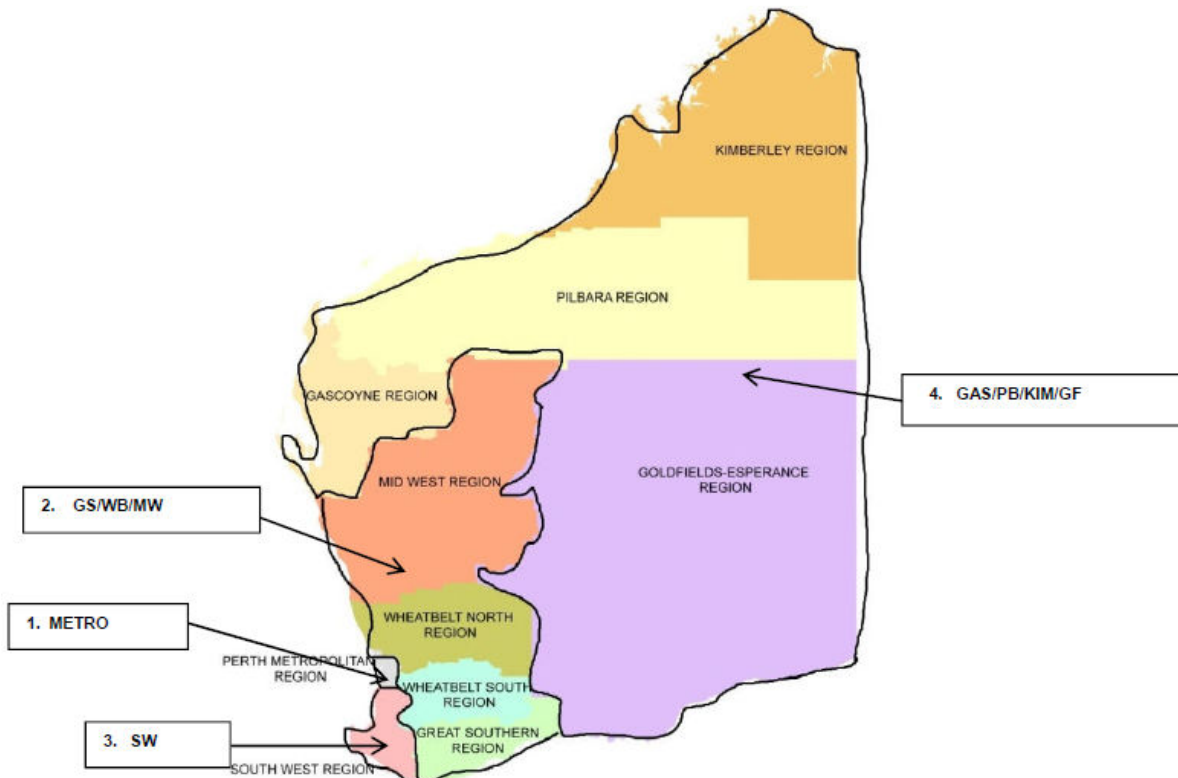 KIMBERLEY REGION
PILBARA REGION
GASCOYNE REGION
4. GAS/PB/KIM/GF
GOLDFIELDS-ESPERANCE
REGION
MID WEST REGION
2. GS/WB/MW
1. METRO
WHEATBELT NORTH
REGION
PERTH METROPOLITAN
REGION
WHEATBELT SOUTH
REGION
3. SW
GREAT SOUTHERN
REGION
SOUTH WEST REGION